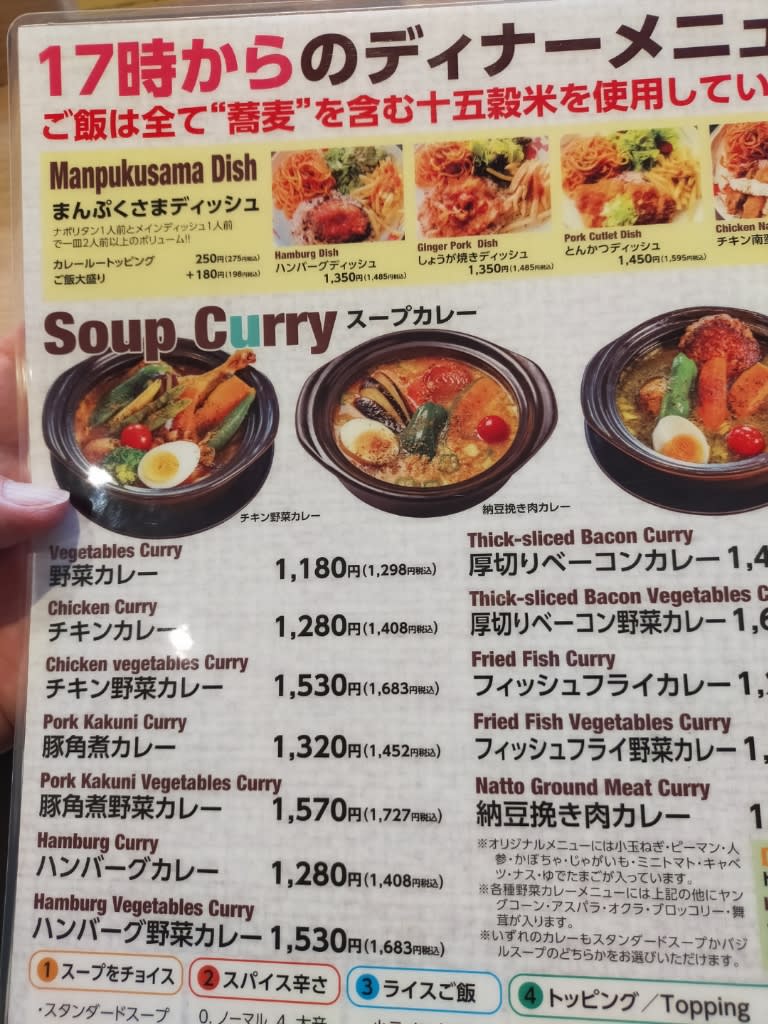 17時からのディナーメニュ
ご飯は全て“蕎麦”を含む十五穀米を使用してい
Manpukusama Dish
まんぷくさまディッシュ
ナポリタン1人前とメインディッシュ1人前
で一皿2人前以上のボリューム!!
カレールートッピング 250円(275円税込)
ご飯大盛り +180円(198円税込)
Hamburg Dish
ハンバーグディッシュ
1,350円(1,485円税込)
Ginger Pork Dish
しょうが焼きディッシュ
1,350円(1,485円税込)
Pork Cutlet Dish
とんかつディッシュ
1,450円(1,595円税込)
Chicken Na
チキン南蛮
Soup Curry スープカレー
チキン野菜カレー
納豆挽き肉カレー
Vegetables Curry
野菜カレー 1,180円(1,298円税込)
Chicken Curry
チキンカレー 1,280円(1,408円税込)
Chicken vegetables Curry
チキン野菜カレー 1,530円(1,683円税込)
Pork Kakuni Curry
豚角煮カレー 1,320円(1,452円税込)
Pork Kakuni Vegetables Curry
豚角煮野菜カレー 1,570円(1,727円税込)
Hamburg Curry
ハンバーグカレー 1,280円(1,408円税込)
Hamburg Vegetables Curry
ハンバーグ野菜カレー 1,530円(1,683円税込)
Thick-sliced Bacon Curry
厚切りベーコンカレー 1,4
Thick-sliced Bacon Vegetables C
厚切りベーコン野菜カレー 1,6
Fried Fish Curry
フィッシュフライカレー 1,
Fried Fish Vegetables Curry
フィッシュフライ野菜カレー 1,
Natto Ground Meat Curry
納豆挽き肉カレー 1
※オリジナルメニューには小玉ねぎ・ピーマン・人
参・かぼちゃ・じゃがいも・ミニトマト・キャベ
ツ・ナス・ゆでたまごが入っています。
※各種野菜カレーメニューには上記の他にヤン
グコーン・アスパラ・オクラ・ブロッコリー・舞
茸が入ります。
※いずれのカレーもスタンダードスープかバジ
ルスープのどちらかをお選びいただけます。
1 スープをチョイス
2 スパイス辛さ
3 ライスご飯
4 トッピング/Topping
・スタンダードスープ
0. ノーマル 4. 大辛